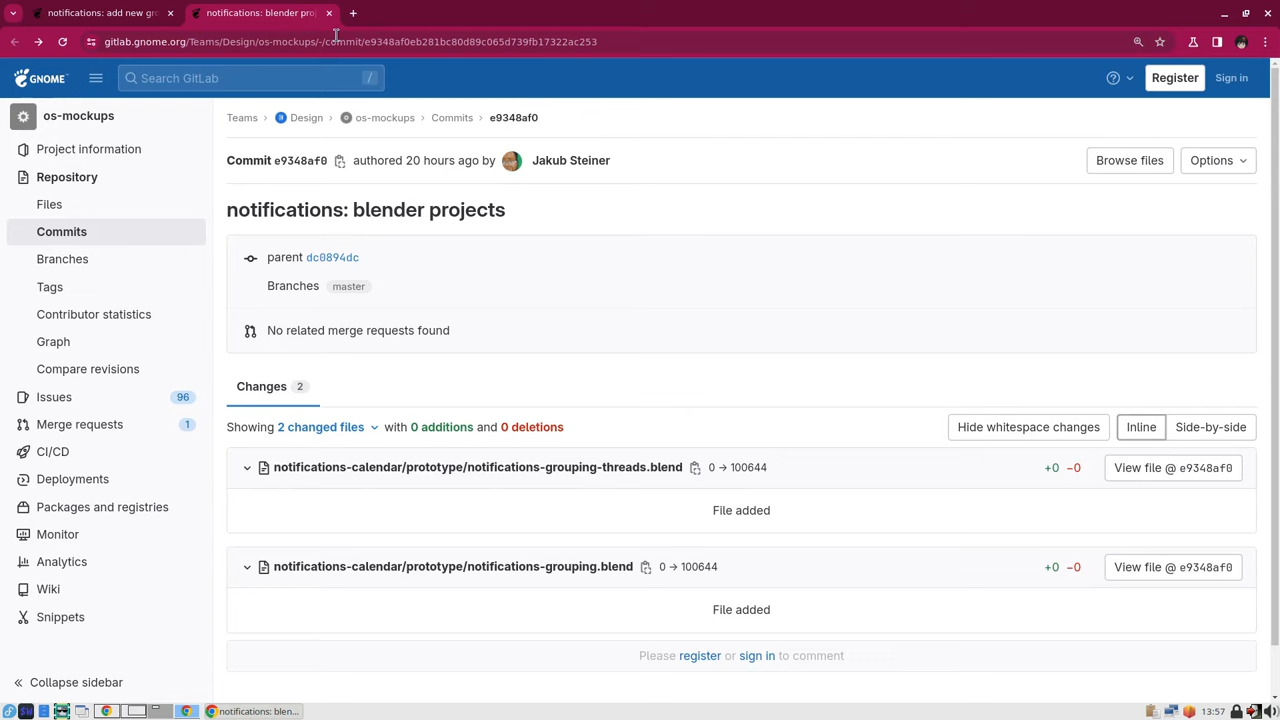 notifications: add new gro
notifications: blender proj
gitlab.gnome.org/Teams/Design/os-mockups/-/commit/e9348af0eb281bc80d89c065d739fb17322ac253
GNOME
Search GitLab
/
Register
Sign in
os-mockups
Project information
Repository
Files
Commits
Branches
Tags
Contributor statistics
Graph
Compare revisions
Issues 96
Merge requests 1
CI/CD
Deployments
Packages and registries
Monitor
Analytics
Wiki
Snippets
Collapse sidebar
Teams Design os-mockups Commits e9348af0
Commit e9348af0 authored 20 hours ago by Jakub Steiner
Browse files
Options
notifications: blender projects
parent dc0894dc
Branches master
No related merge requests found
Changes 2
Showing 2 changed files with 0 additions and 0 deletions
Hide whitespace changes
Inline
Side-by-side
notifications-calendar/prototype/notifications-grouping-threads.blend 0 → 100644
+0 −0
View file @ e9348af0
File added
notifications-calendar/prototype/notifications-grouping.blend 0 → 100644
+0 −0
View file @ e9348af0
File added
Please register or sign in to comment
notifications: blen...
13:57